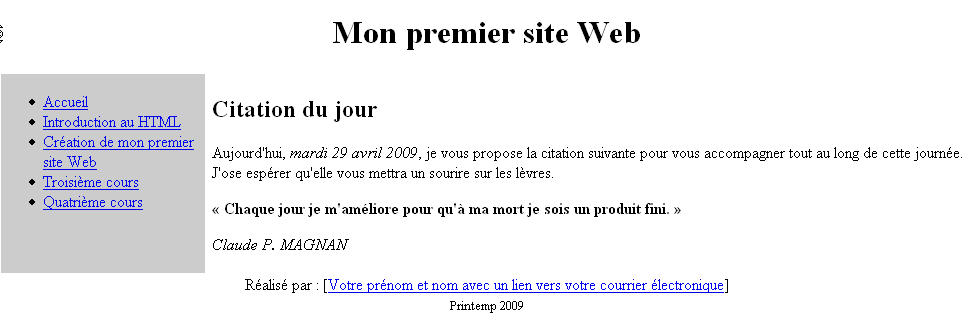 Mon premier site Web
Accueil
Introduction au HTML
Création de mon premier
site Web
Troisième cours
Quatrième cours
Citation du jour
Aujourd'hui, mardi 29 avril 2009, je vous propose la citation suivante pour vous accompagner tout au long de cette journée.
J'ose espérer qu'elle vous mettra un sourire sur les lèvres.
« Chaque jour je m'améliore pour qu'à ma mort je sois un produit fini. »
Claude P. MAGNAN
Réalisé par : [Votre prénom et nom avec un lien vers votre courrier électronique]
Printemp 2009